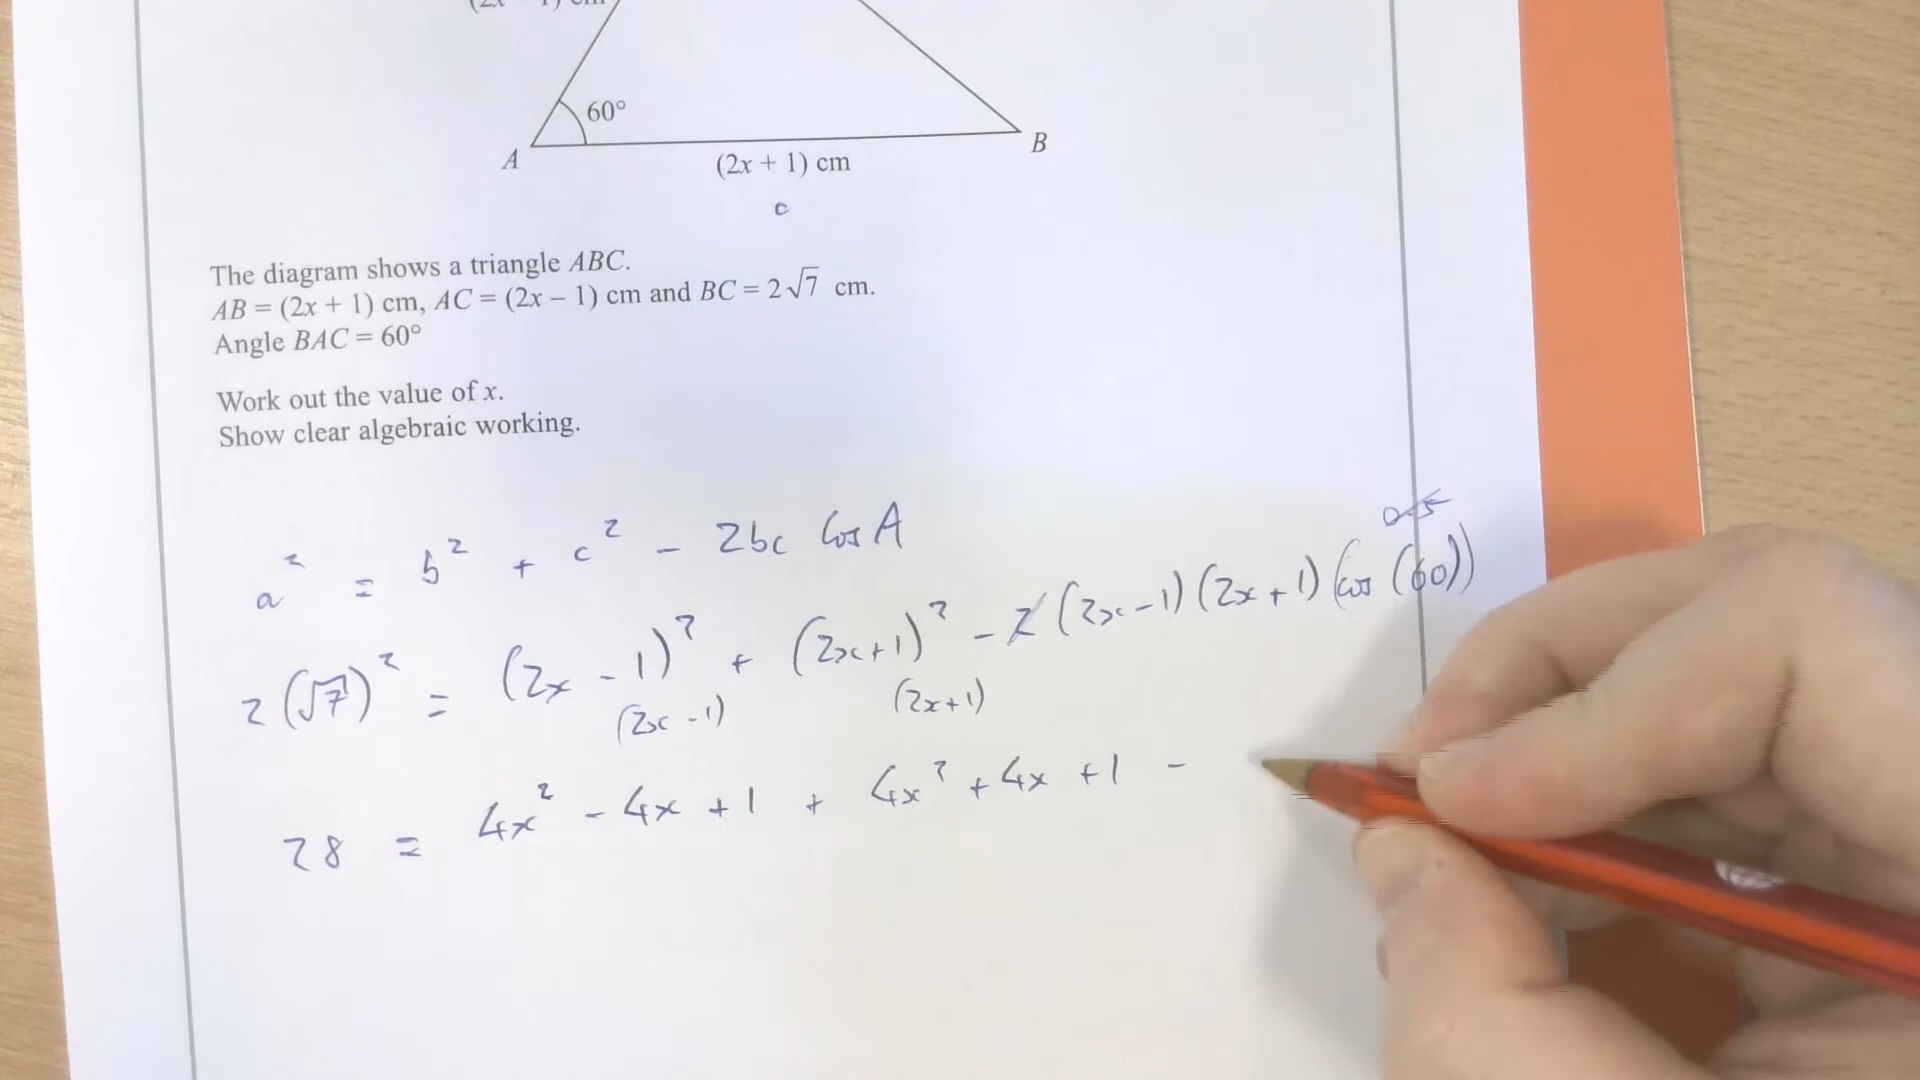 60°
A
B
(2x + 1) cm
c
The diagram shows a triangle ABC.
AB = (2x + 1) cm, AC = (2x – 1) cm and BC = 2√7 cm.
Angle BAC = 60°
Work out the value of x.
Show clear algebraic working.
a² = b² + c² - 2bc Cos A
0.5
2(√7)² = (2x - 1)² + (2x+1)² - 2(2x-1)(2x+1)(cos(60))
(2x-1) (2x+1)
28 = 4x² - 4x + 1 + 4x² + 4x + 1 -